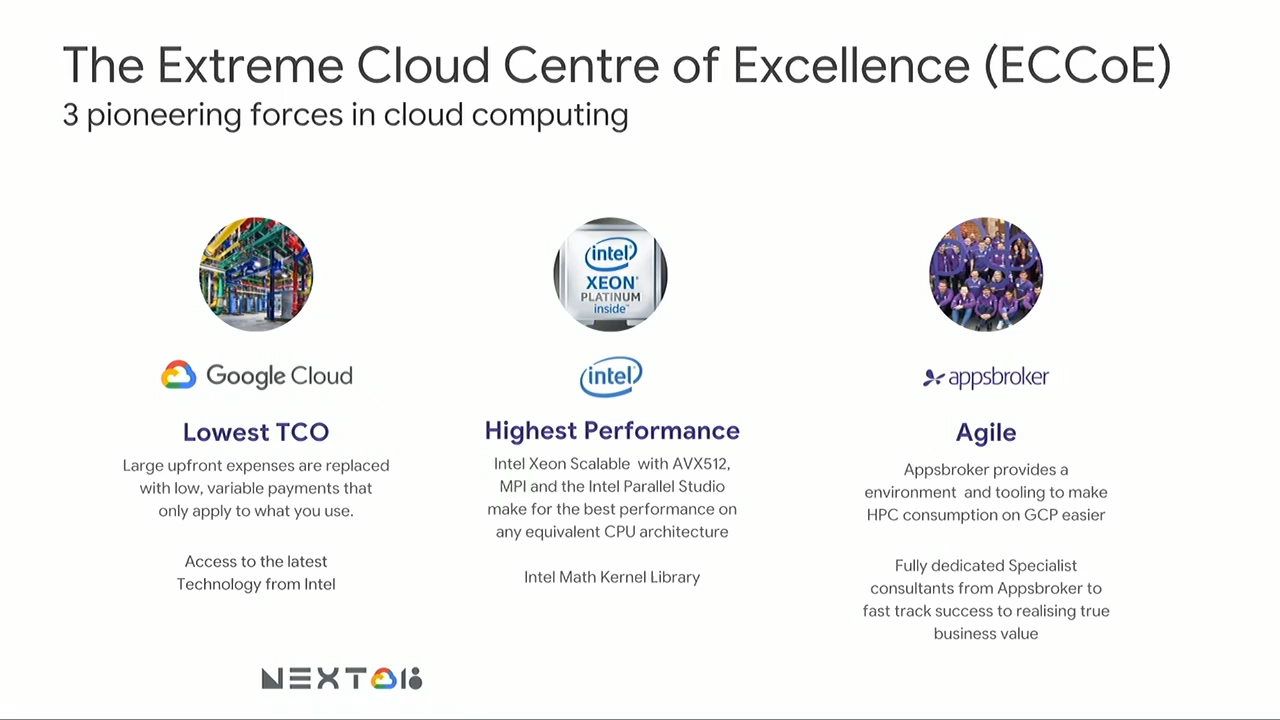 The Extreme Cloud Centre of Excellence (ECCoE)
3 pioneering forces in cloud computing
Google Cloud
Lowest TCO
Large upfront expenses are replaced
with low, variable payments that
only apply to what you use.
Access to the latest
Technology from Intel
intel
XEON®
PLATINUM
inside™
intel
Highest Performance
Intel Xeon Scalable with AVX512,
MPI and the Intel Parallel Studio
make for the best performance on
any equivalent CPU architecture
Intel Math Kernel Library
appsbroker
Agile
Appsbroker provides a
environment and tooling to make
HPC consumption on GCP easier
Fully dedicated Specialist
consultants from Appsbroker to
fast track success to realising true
business value
NEXT 18